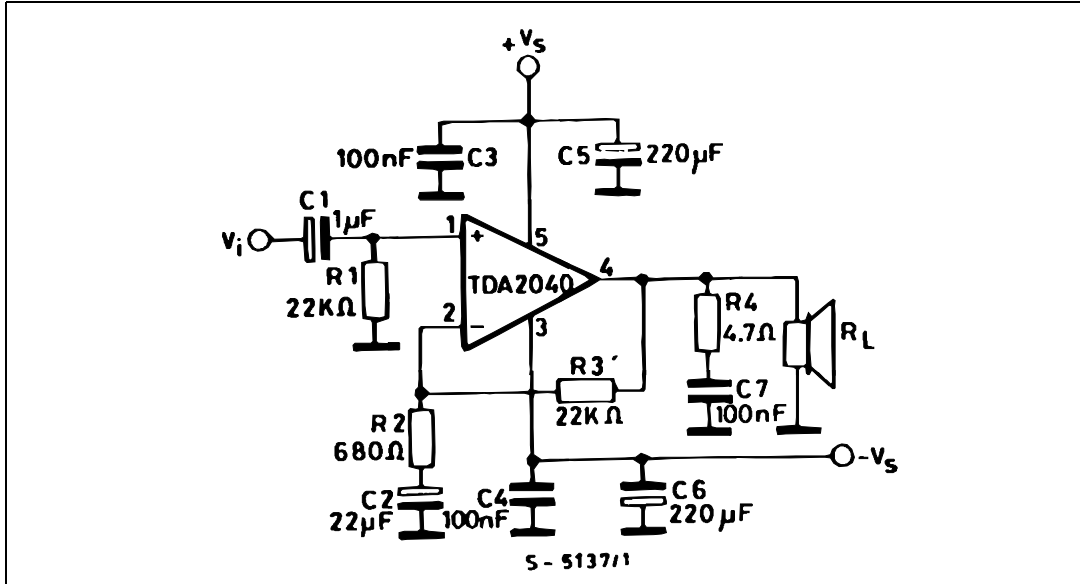 +Vs
100nF C3
C5 220µF
C1
1µF
Vi
1
+
5
4
R1
22KΩ
TDA2040
2
−
3
R4
4.7Ω
RL
R3
22KΩ
C7
100nF
R2
680Ω
-Vs
C2
22µF
C4
100nF
C6
220µF
S - 5137/1